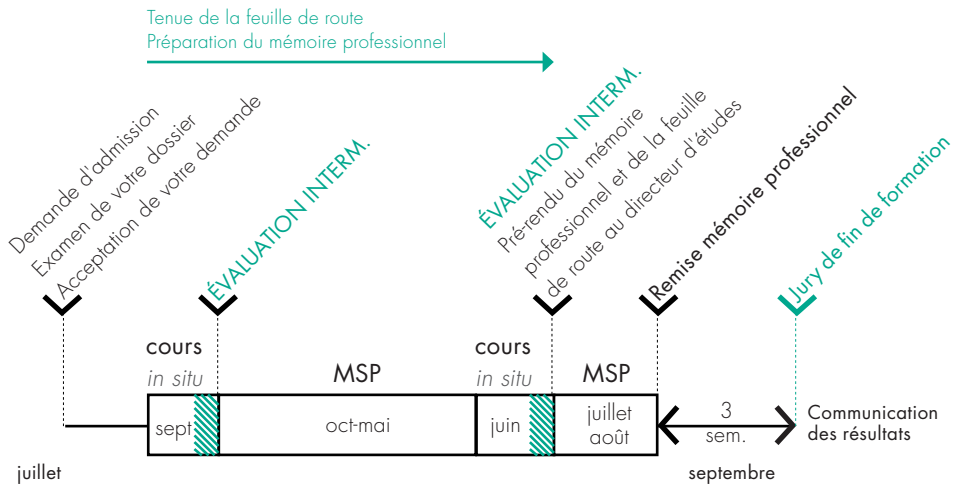 Tenue de la feuille de route
Préparation du mémoire professionnel
Demande d'admission
Examen de votre dossier
Acceptation de votre demande
ÉVALUATION INTERM.
ÉVALUATION INTERM.
Pré-rendu du mémoire
professionnel et de la feuille
de route au directeur d'études
Remise mémoire professionnel
Jury de fin de formation
cours
in situ
MSP
cours
in situ
MSP
sept
oct-mai
juin
juillet
août
3
sem.
Communication
des résultats
juillet
septembre